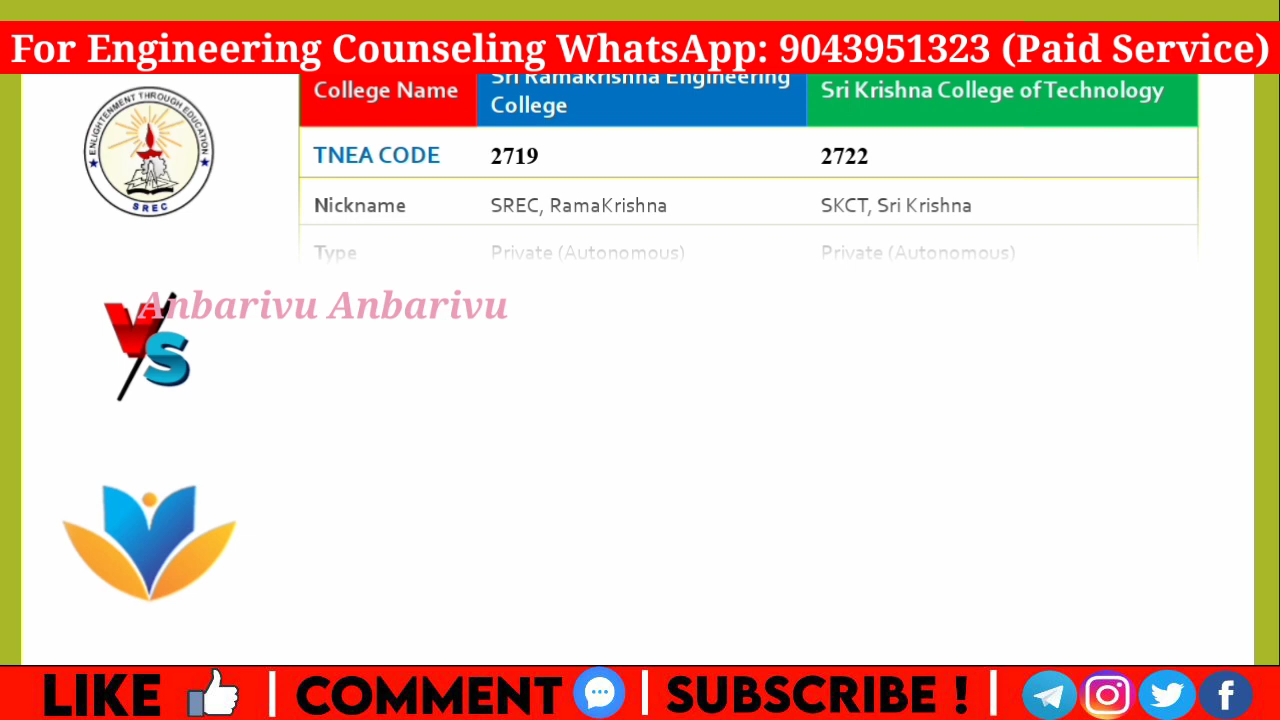 For Engineering Counseling WhatsApp: 9043951323 (Paid Service)
ENLIGHTENMENT THROUGH EDUCATION
SREC
College Name
Sri Ramakrishna Engineering
College
Sri Krishna College of Technology
TNEA CODE 2719 2722
Nickname SREC, RamaKrishna SKCT, Sri Krishna
Type Private (Autonomous) Private (Autonomous)
Anbarivu Anbarivu
VS
LIKE | COMMENT | SUBSCRIBE ! |